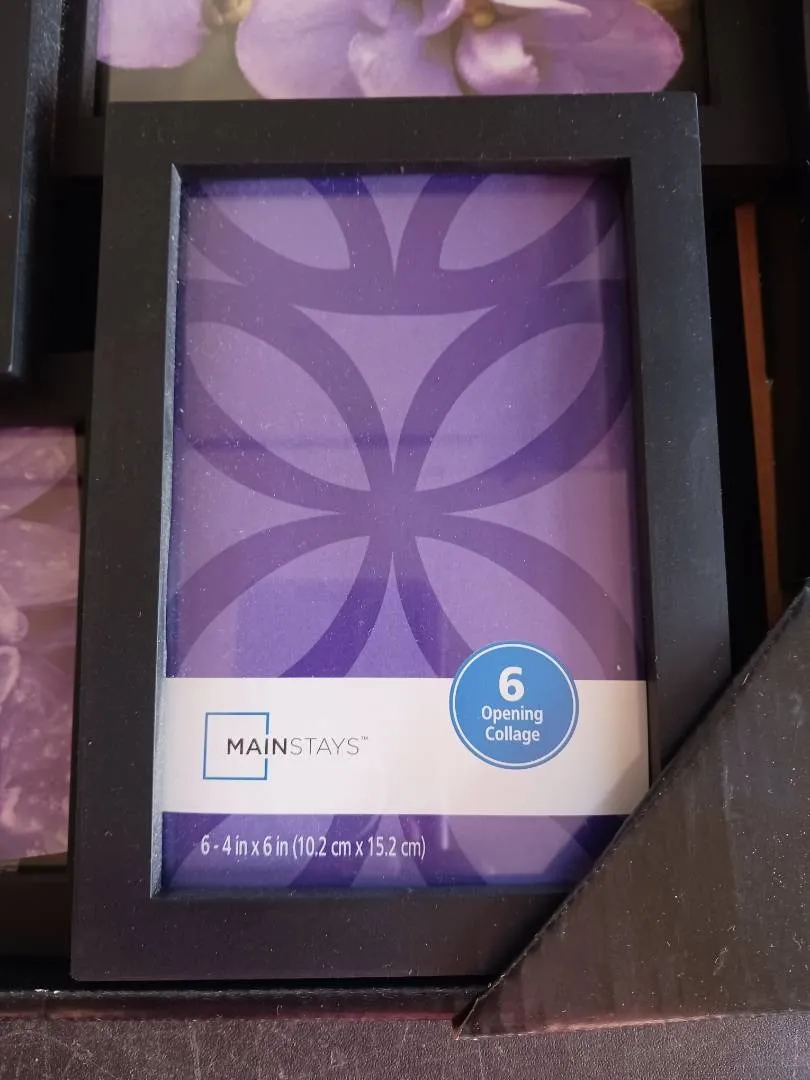 6
Opening
Collage
MAINSTAYS™
6 - 4 in x 6 in (10.2 cm x 15.2 cm)